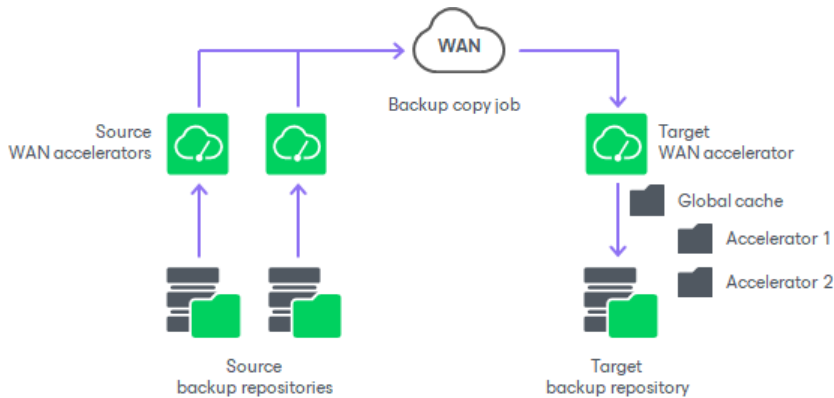 WAN
Backup copy job
Source
WAN accelerators
Target
WAN accelerator
Global cache
Accelerator 1
Accelerator 2
Source
backup repositories
Target
backup repository